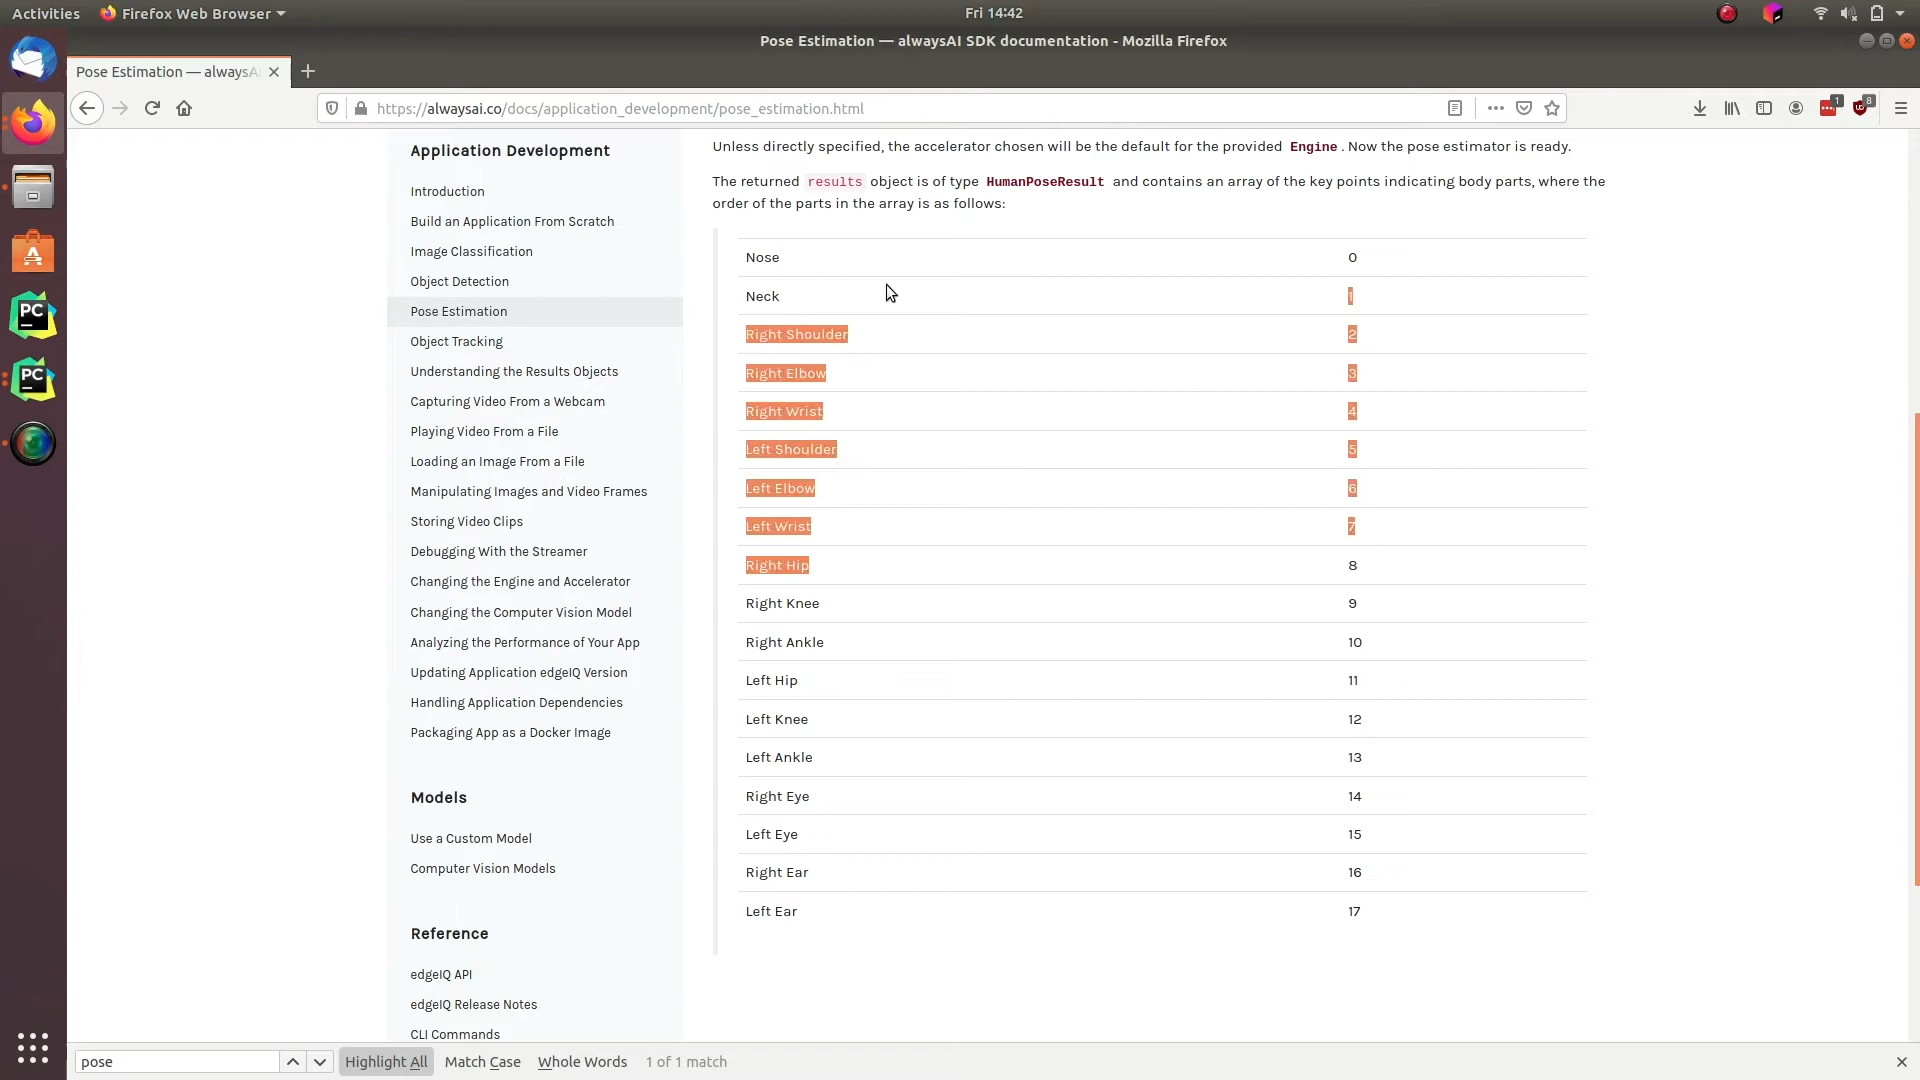 Activities
Firefox Web Browser
Fri 14:42
Pose Estimation — alwaysAI SDK documentation - Mozilla Firefox
Pose Estimation — alwaysA
https://alwaysai.co/docs/application_development/pose_estimation.html
1
8
Application Development
Introduction
Build an Application From Scratch
Image Classification
Object Detection
Pose Estimation
Object Tracking
Understanding the Results Objects
Capturing Video From a Webcam
Playing Video From a File
Loading an Image From a File
Manipulating Images and Video Frames
Storing Video Clips
Debugging With the Streamer
Changing the Engine and Accelerator
Changing the Computer Vision Model
Analyzing the Performance of Your App
Updating Application edgeIQ Version
Handling Application Dependencies
Packaging App as a Docker Image
Models
Use a Custom Model
Computer Vision Models
Reference
edgeIQ API
edgeIQ Release Notes
CLI Commands
Unless directly specified, the accelerator chosen will be the default for the provided Engine. Now the pose estimator is ready.
The returned results object is of type HumanPoseResult and contains an array of the key points indicating body parts, where the
order of the parts in the array is as follows:
Nose 0
Neck 1
Right Shoulder 2
Right Elbow 3
Right Wrist 4
Left Shoulder 5
Left Elbow 6
Left Wrist 7
Right Hip 8
Right Knee 9
Right Ankle 10
Left Hip 11
Left Knee 12
Left Ankle 13
Right Eye 14
Left Eye 15
Right Ear 16
Left Ear 17
PC
PC
pose
Highlight All
Match Case
Whole Words
1 of 1 match